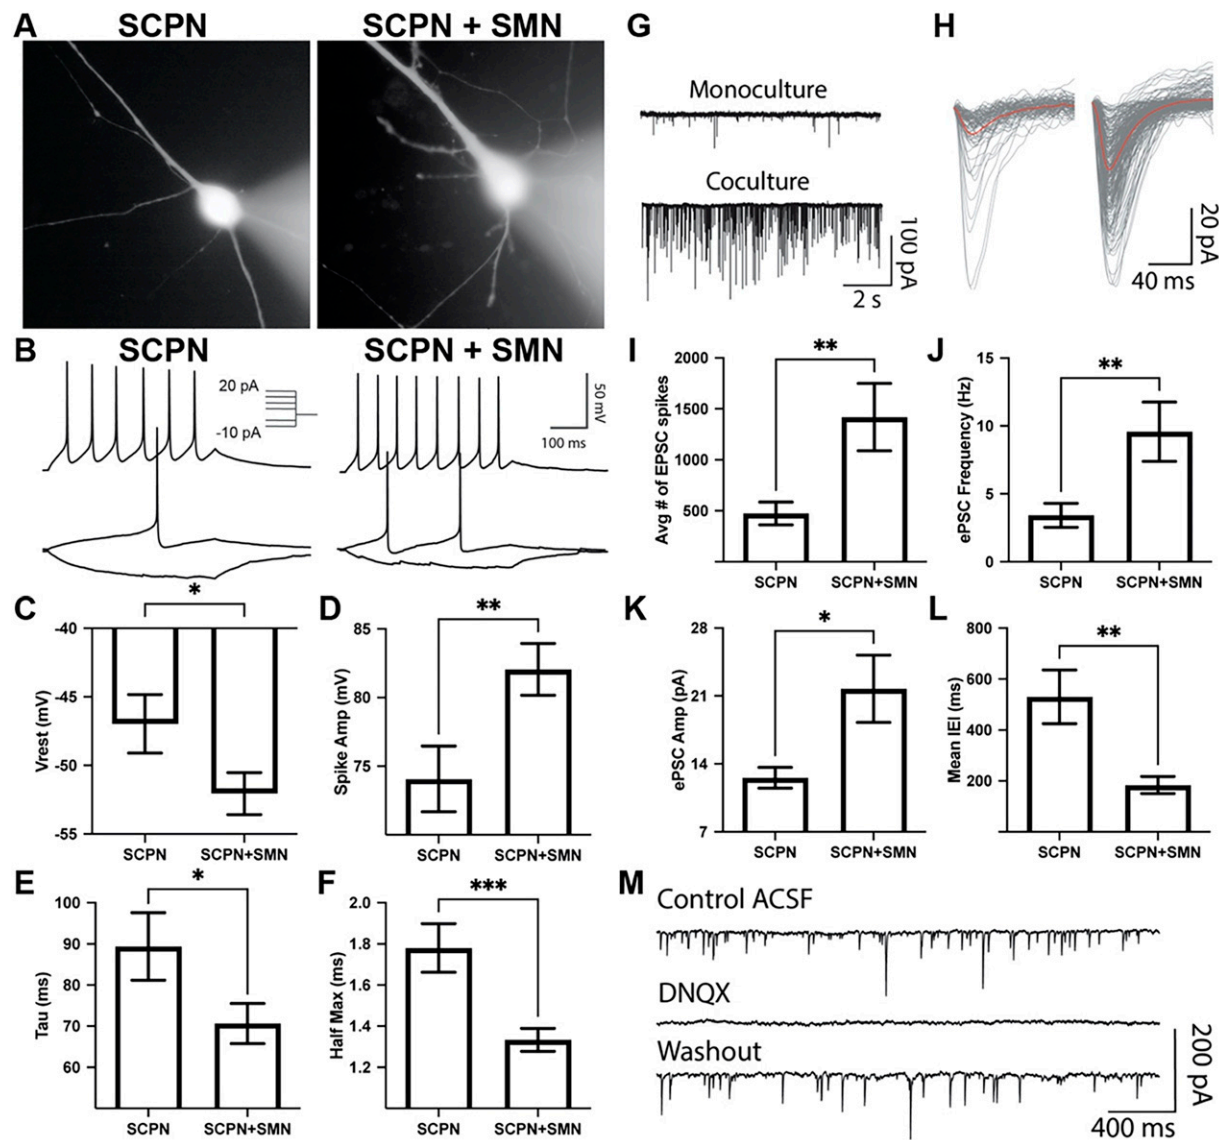 A
SCPN
SCPN + SMN
B
SCPN
SCPN + SMN
20 pA
-10 pA
50 mV
100 ms
C
*
-40
-45
-50
-55
Vrest (mV)
SCPN
SCPN+SMN
D
**
85
80
75
Spike Amp (mV)
SCPN
SCPN+SMN
E
*
100
90
80
70
60
Tau (ms)
SCPN
SCPN+SMN
F
***
2.0
1.8
1.6
1.4
1.2
Half Max (ms)
SCPN
SCPN+SMN
G
Monoculture
Coculture
100 pA
2 s
H
20 pA
40 ms
I
**
2000
1500
1000
500
Avg # of EPSC spikes
SCPN
SCPN+SMN
J
**
15
10
5
0
ePSC Frequency (Hz)
SCPN
SCPN+SMN
K
*
28
21
14
7
ePSC Amp (pA)
SCPN
SCPN+SMN
L
**
800
600
400
200
Mean IEI (ms)
SCPN
SCPN+SMN
M
Control ACSF
DNQX
Washout
200 pA
400 ms